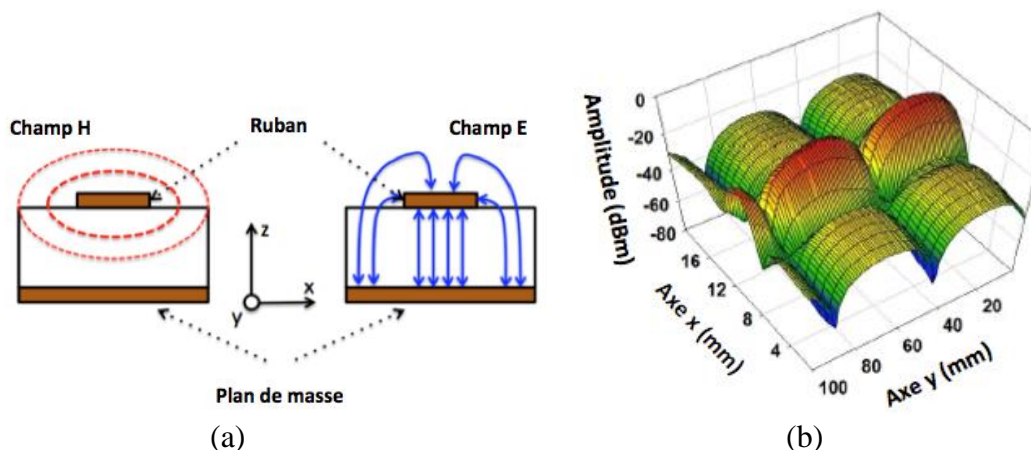 Champ H
Ruban
Champ E
z
x
y
Plan de masse
(a)
Amplitude (dBm)
0
-20
-40
-60
-80
Axe x (mm)
16
12
8
4
Axe y (mm)
100
80
60
40
20
(b)